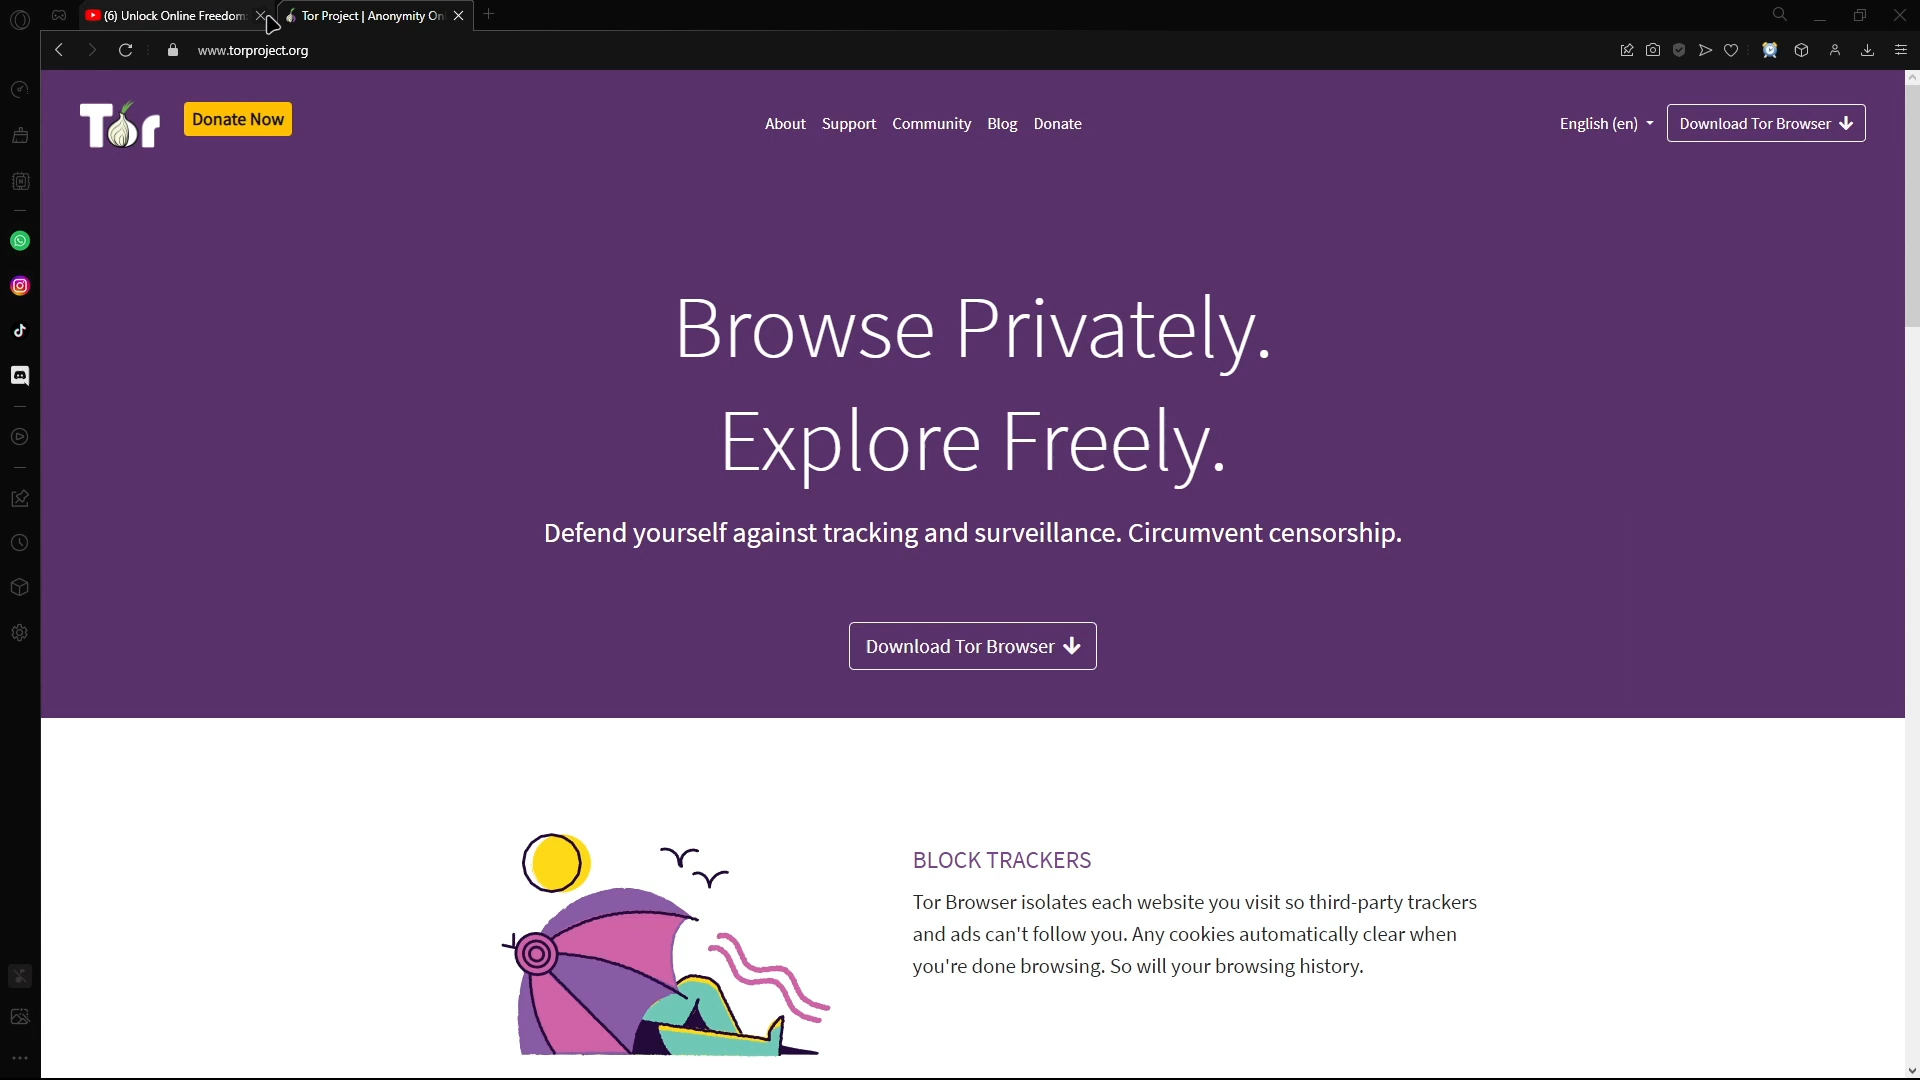 (6) Unlock Online Freedom:
Tor Project | Anonymity Onl
www.torproject.org
Tor
Donate Now
About
Support
Community
Blog
Donate
English (en)
Download Tor Browser
Browse Privately.
Explore Freely.
Defend yourself against tracking and surveillance. Circumvent censorship.
Download Tor Browser
BLOCK TRACKERS
Tor Browser isolates each website you visit so third-party trackers
and ads can't follow you. Any cookies automatically clear when
you're done browsing. So will your browsing history.